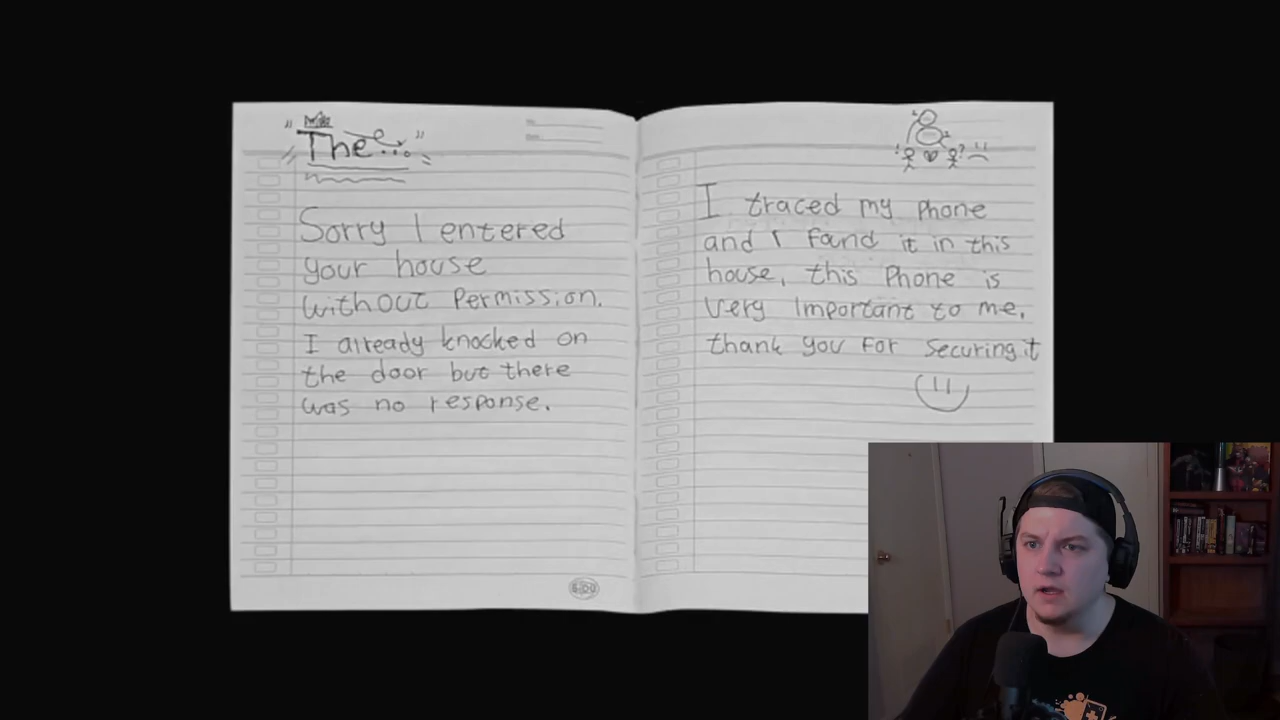 "The..."
Sorry I entered
your house
without Permission.
I already knocked on
the door but there
was no response.
I traced my Phone
and I fand it in this
house, this Phone is
very Important to me,
thank you For securing it